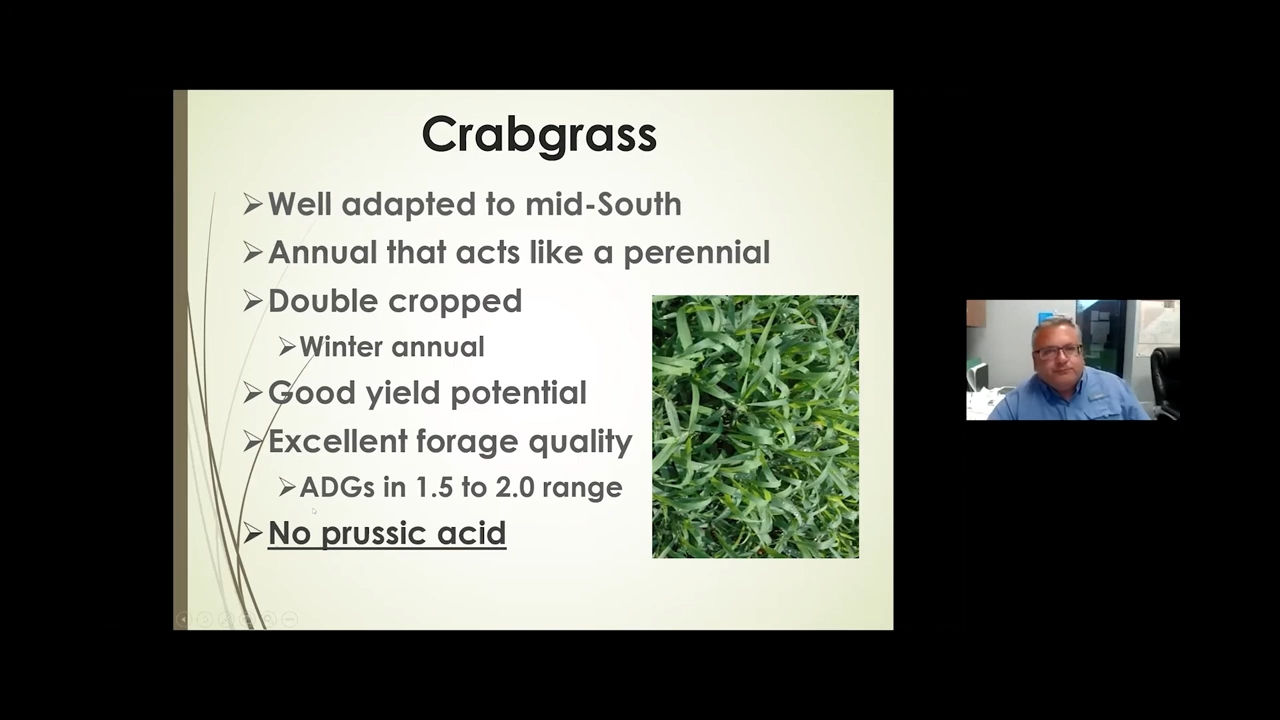 Crabgrass
Well adapted to mid-South
Annual that acts like a perennial
Double cropped
Winter annual
Good yield potential
Excellent forage quality
ADGs in 1.5 to 2.0 range
No prussic acid